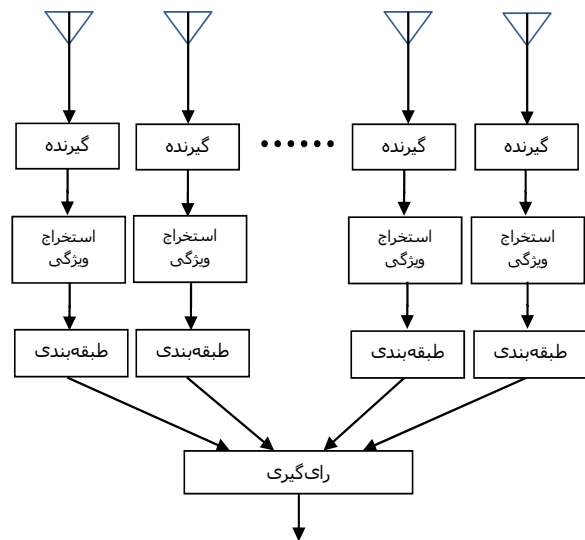 گیرنده
گیرنده
......
گیرنده
گیرنده
استخراج
ویژگی
استخراج
ویژگی
استخراج
ویژگی
استخراج
ویژگی
طبقه‌بندی
طبقه‌بندی
طبقه‌بندی
طبقه‌بندی
رای‌گیری